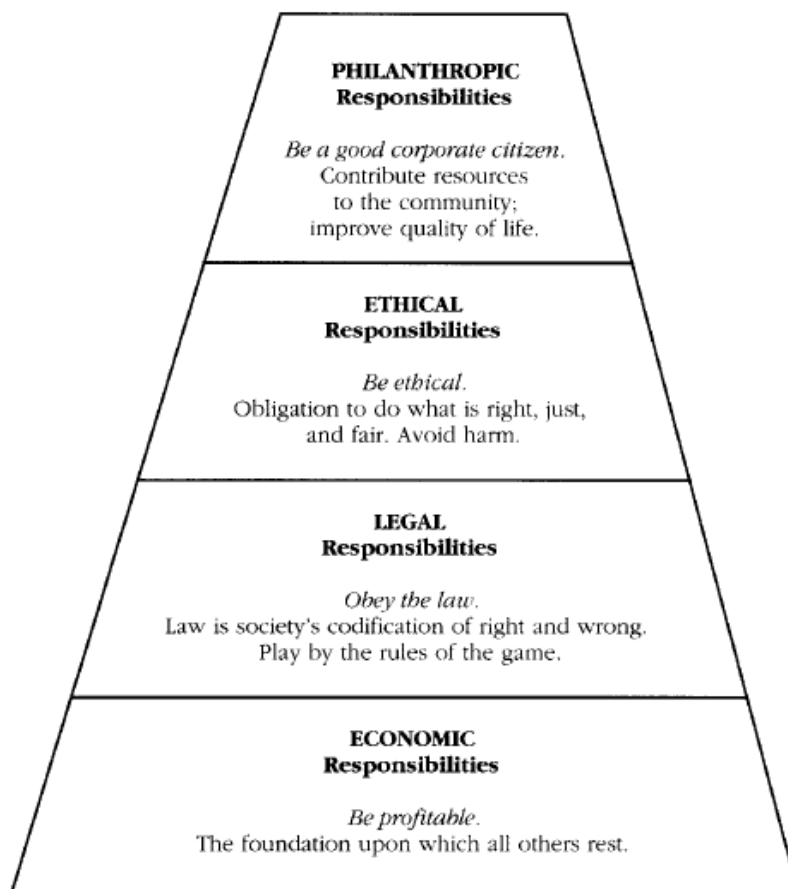 PHILANTHROPIC
Responsibilities
Be a good corporate citizen.
Contribute resources
to the community;
improve quality of life.
ETHICAL
Responsibilities
Be ethical.
Obligation to do what is right, just,
and fair. Avoid harm.
LEGAL
Responsibilities
Obey the law.
Law is society's codification of right and wrong.
Play by the rules of the game.
ECONOMIC
Responsibilities
Be profitable.
The foundation upon which all others rest.